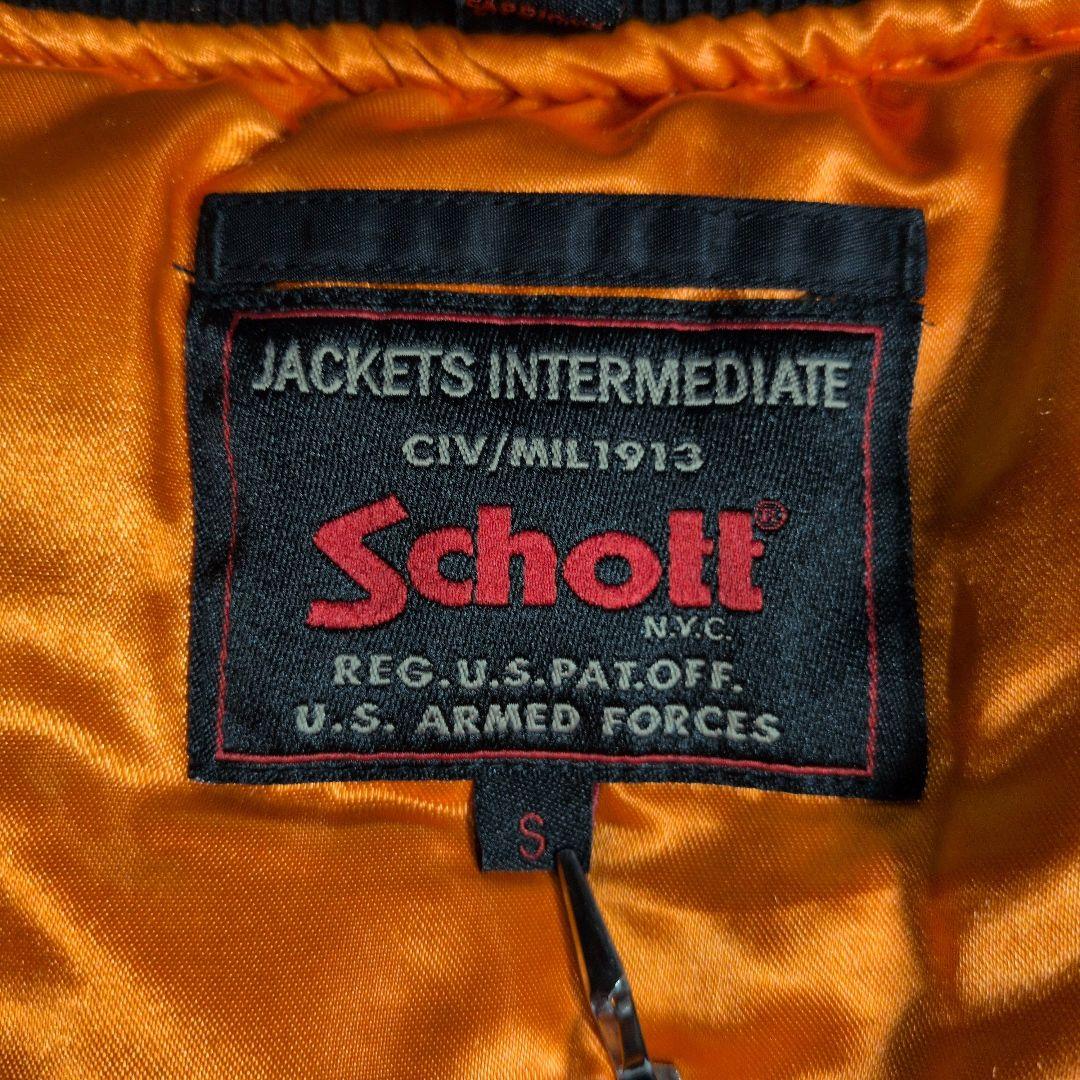 JACKETS INTERMEDIATE
CIV/MIL1913
Schott®
N.Y.C.
REG.U.S.PAT.OFF.
U.S. ARMED FORCES
S